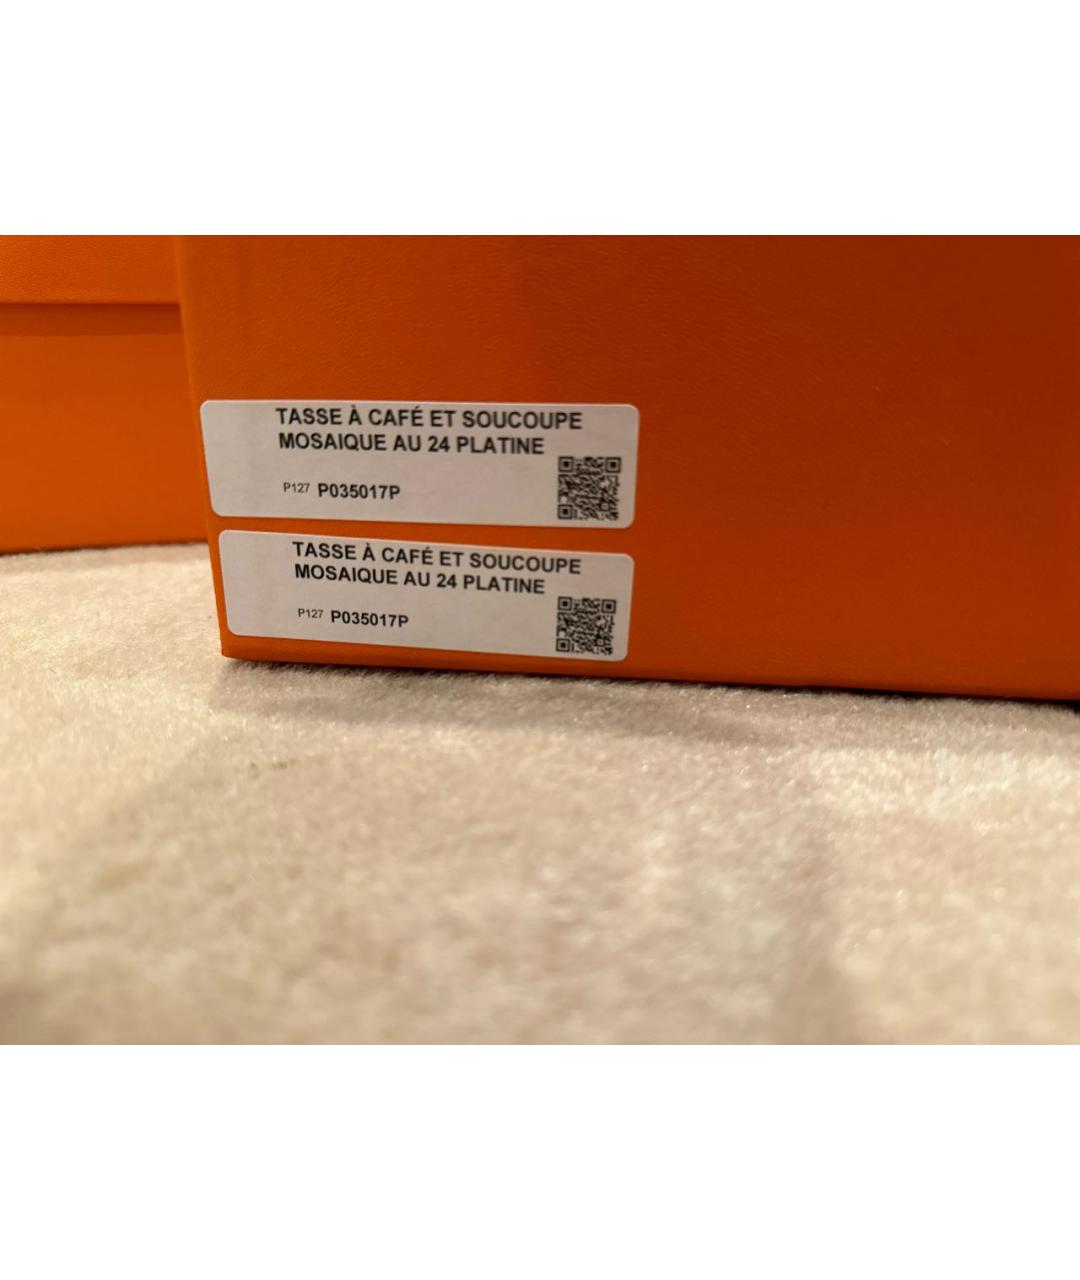 TASSE À CAFÉ ET SOUCOUPE
MOSAIQUE AU 24 PLATINE
P127 P035017P
TASSE À CAFÉ ET SOUCOUPE
MOSAIQUE AU 24 PLATINE
P127 P035017P